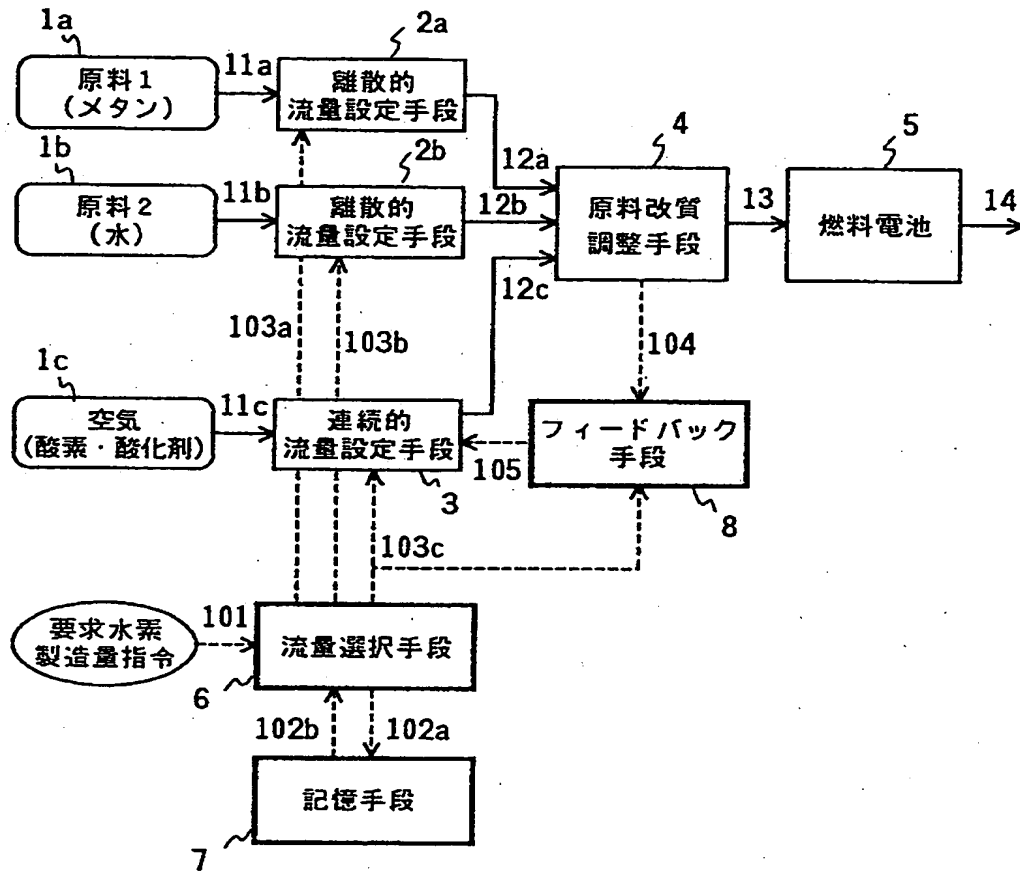 1a
原料1
(メタン)
11a
2a
離散的
流量設定手段
1b
原料2
(水)
11b
2b
離散的
流量設定手段
12a
12b
12c
4
原料改質
調整手段
13
5
燃料電池
14
103a
103b
104
1c
空気
(酸素・酸化剤)
11c
連続的
流量設定手段
3
105
フィードバック
手段
8
103c
要求水素
製造量指令
101
流量選択手段
6
102b
102a
記憶手段
7